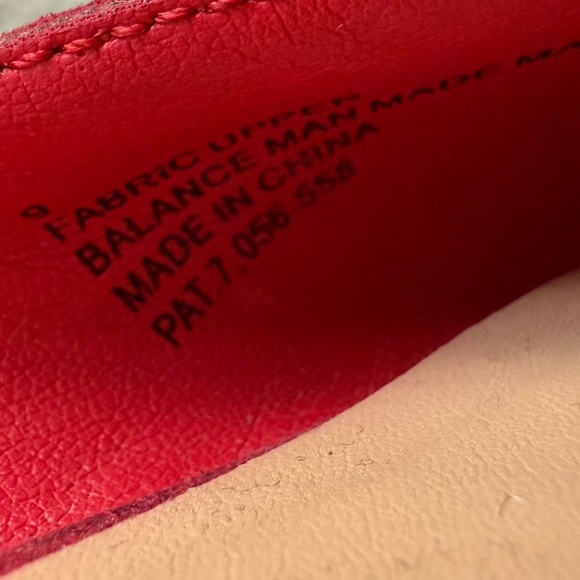 9
FABRIC UPPER
BALANCE MAN MADE MA
MADE IN CHINA
PAT 7,056,558